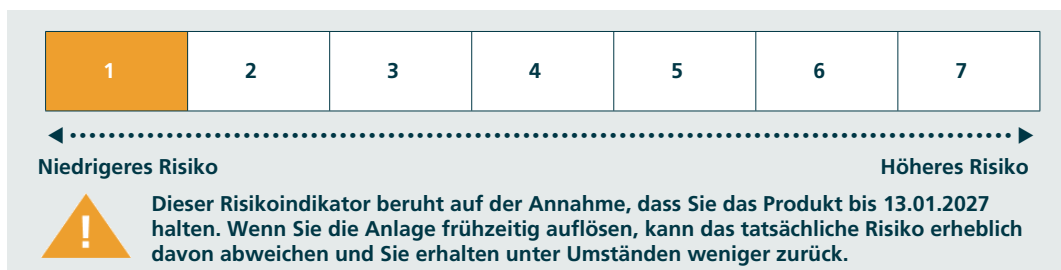 1 2 3 4 5 6 7
Niedrigeres Risiko Höheres Risiko
! Dieser Risikoindikator beruht auf der Annahme, dass Sie das Produkt bis 13.01.2027
halten. Wenn Sie die Anlage frühzeitig auflösen, kann das tatsächliche Risiko erheblich
davon abweichen und Sie erhalten unter Umständen weniger zurück.